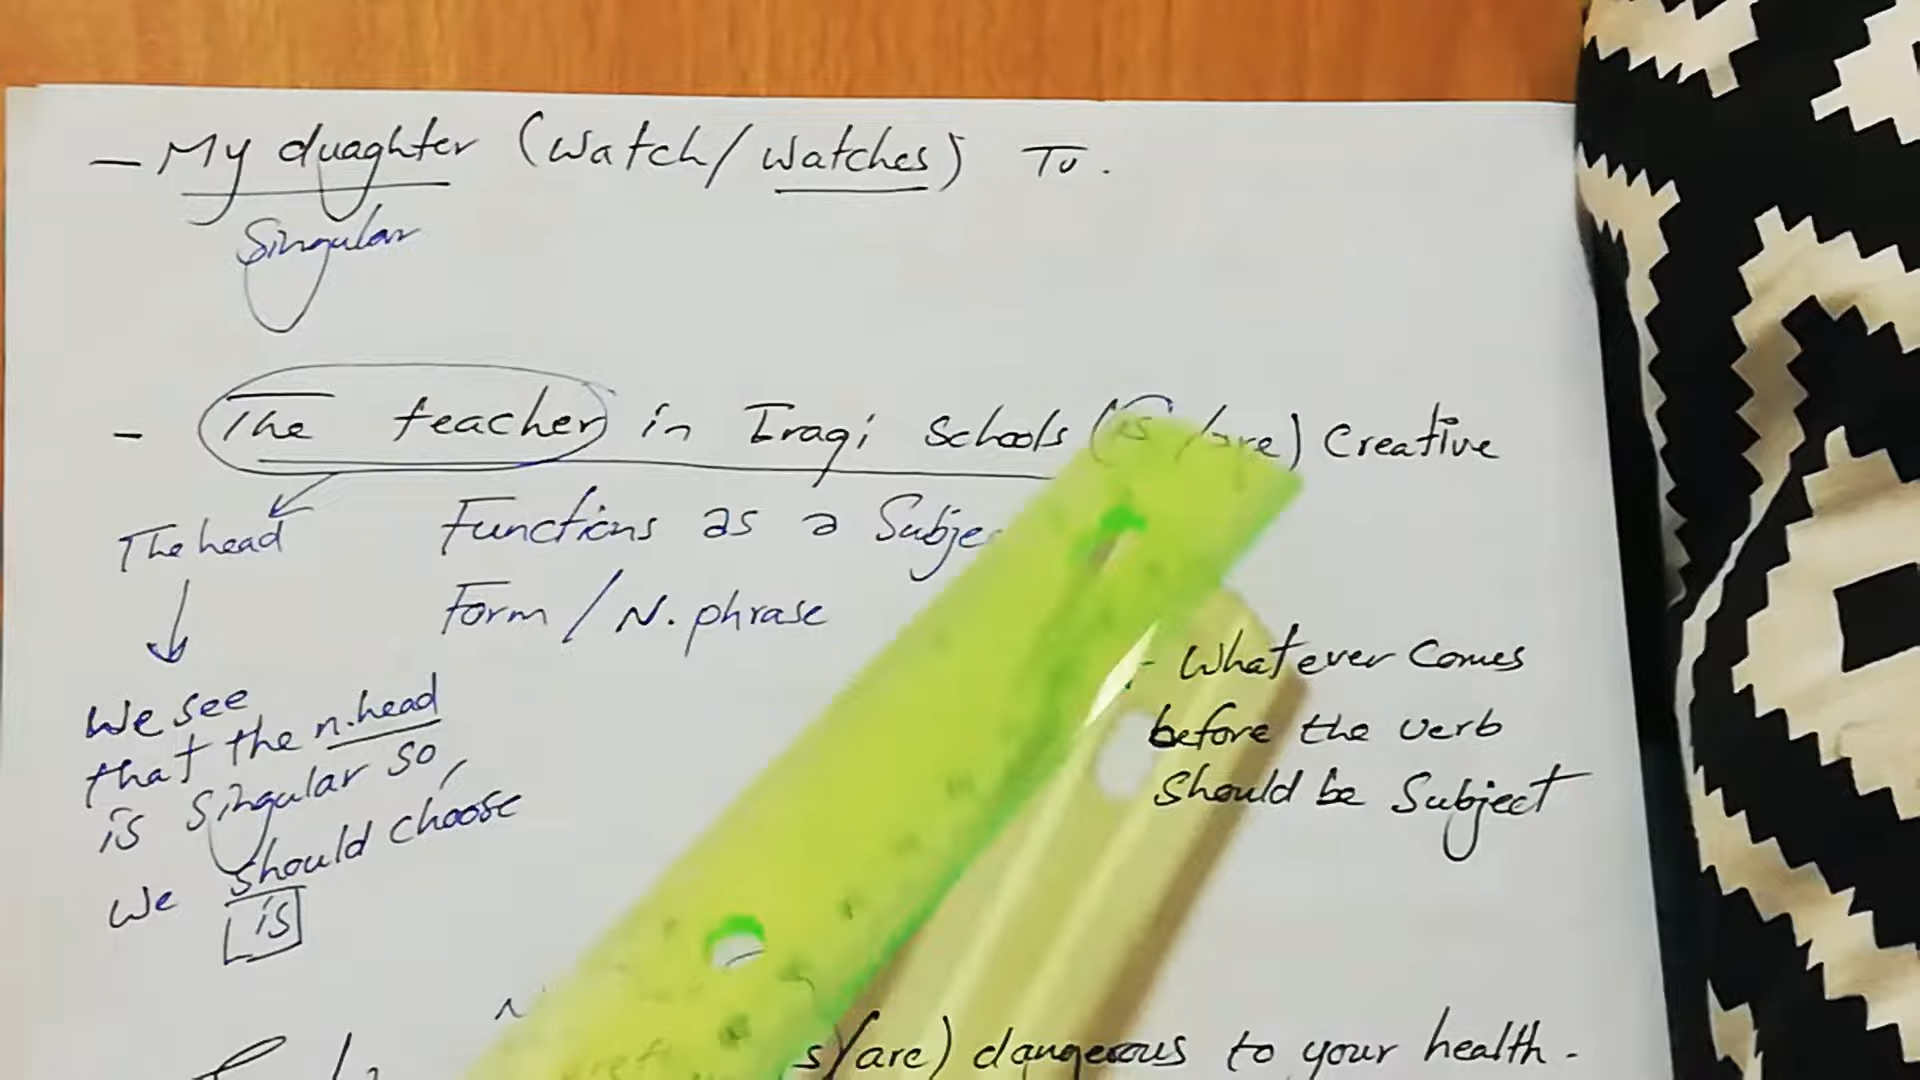 - My duaghter (watch/watches) Tv.
Singular
- The teacher in Iraqi schools (is/are) Creative
The head
Functions as a Subje
Form / N. phrase
We see
that the n.head
is Singular so,
we should choose
is
- Whatever Comes
before the verb
Should be Subject
s/are) dangerous to your health.